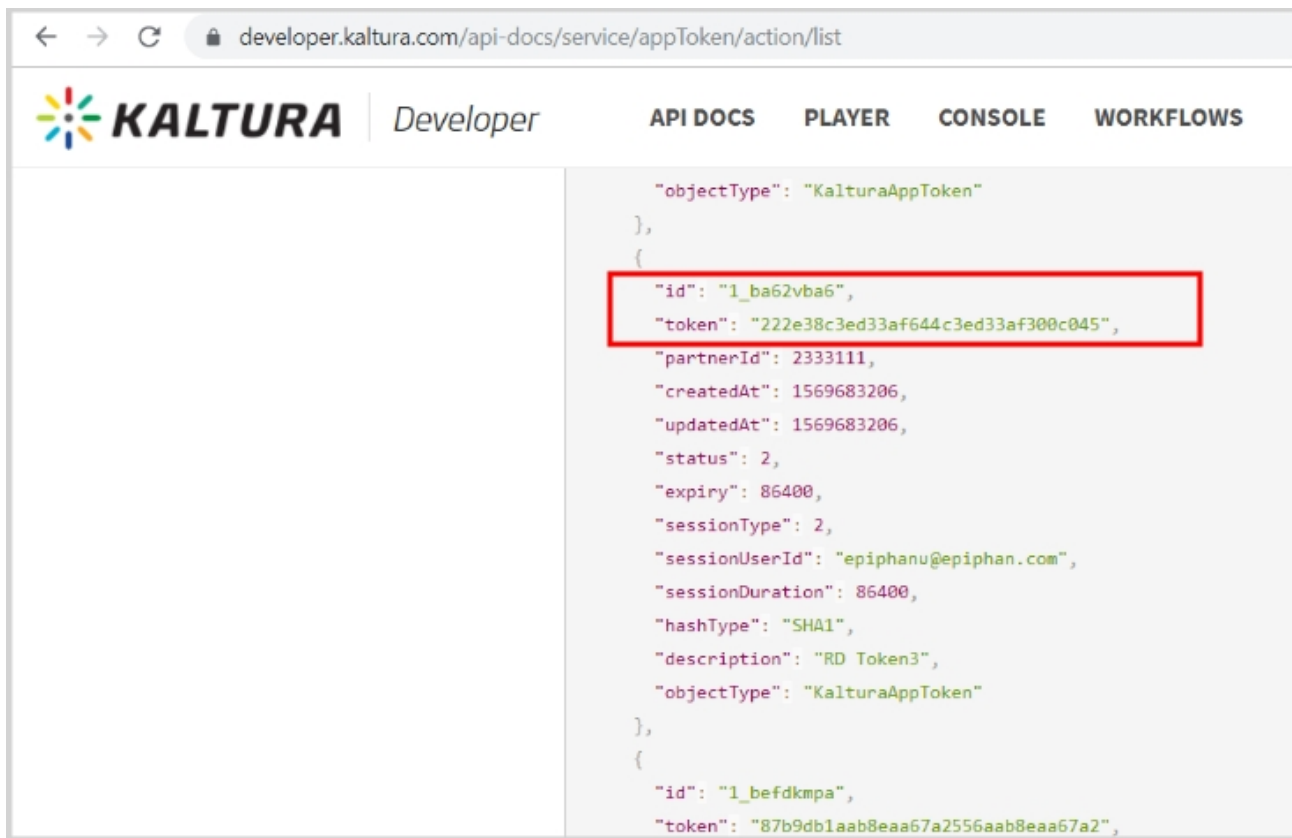 developer.kaltura.com/api-docs/service/appToken/action/list
KALTURA Developer API DOCS PLAYER CONSOLE WORKFLOWS
"objectType": "KalturaAppToken"
},
{
"id": "1_ba62vba6",
"token": "222e38c3ed33af644c3ed33af300c045",
"partnerId": 2333111,
"createdAt": 1569683206,
"updatedAt": 1569683206,
"status": 2,
"expiry": 86400,
"sessionType": 2,
"sessionUserId": "epiphanu@epiphan.com",
"sessionDuration": 86400,
"hashType": "SHA1",
"description": "RD Token3",
"objectType": "KalturaAppToken"
},
{
"id": "1_befdkmpa",
"token": "87b9db1aab8eaa67a2556aab8eaa67a2",